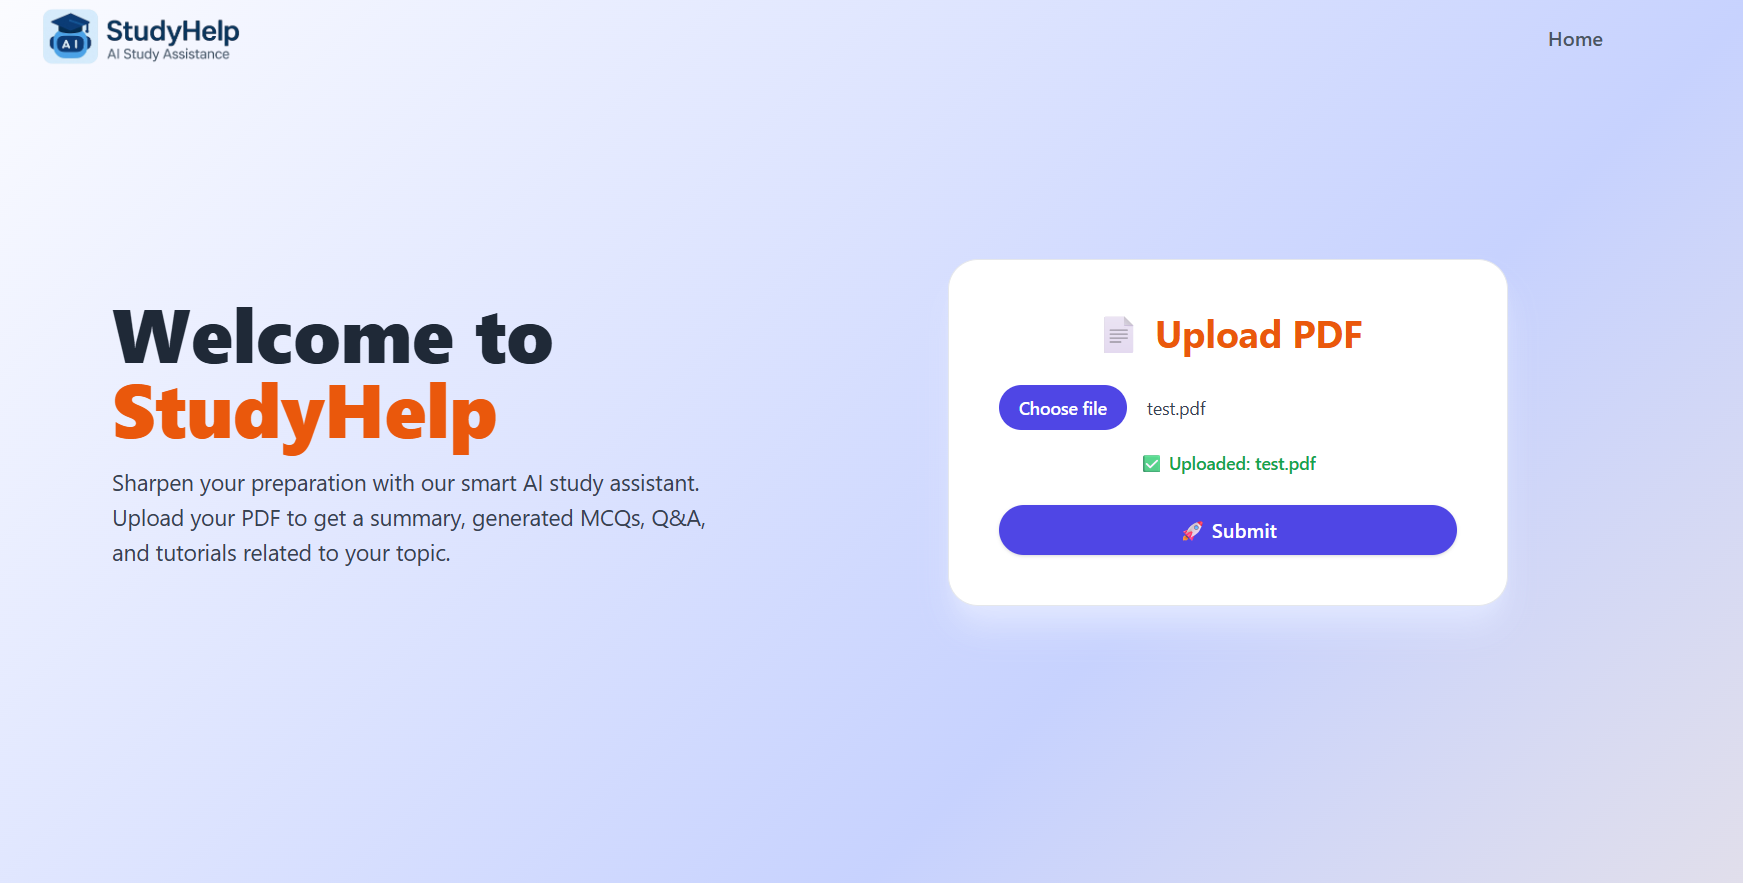 AI
StudyHelp
AI Study Assistance
Home
Welcome to
StudyHelp
Sharpen your preparation with our smart AI study assistant.
Upload your PDF to get a summary, generated MCQs, Q&A,
and tutorials related to your topic.
Upload PDF
Choose file test.pdf
Uploaded: test.pdf
Submit